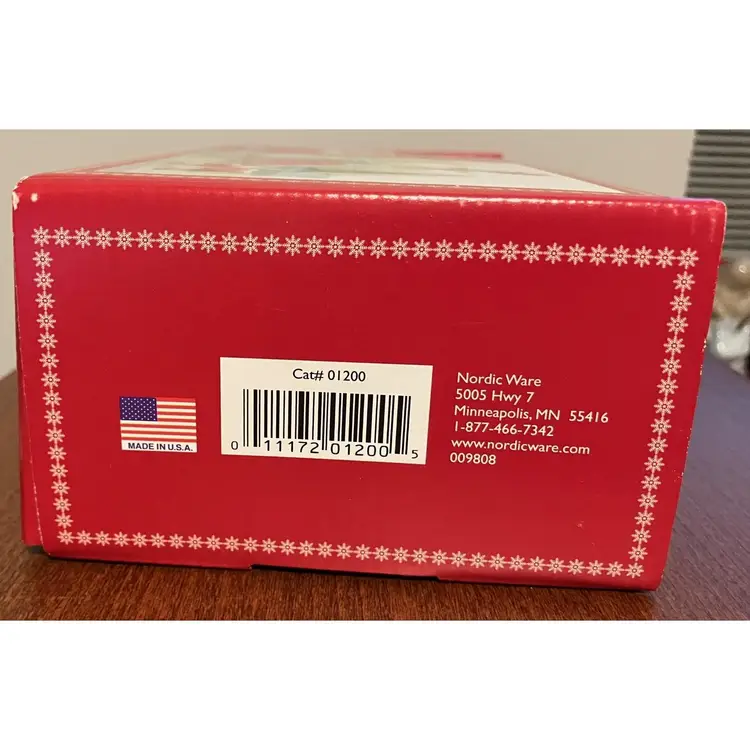 Cat# 01200
0 11172 01200 5
MADE IN U.S.A.
Nordic Ware
5005 Hwy 7
Minneapolis, MN 55416
1-877-466-7342
www.nordicware.com
009808